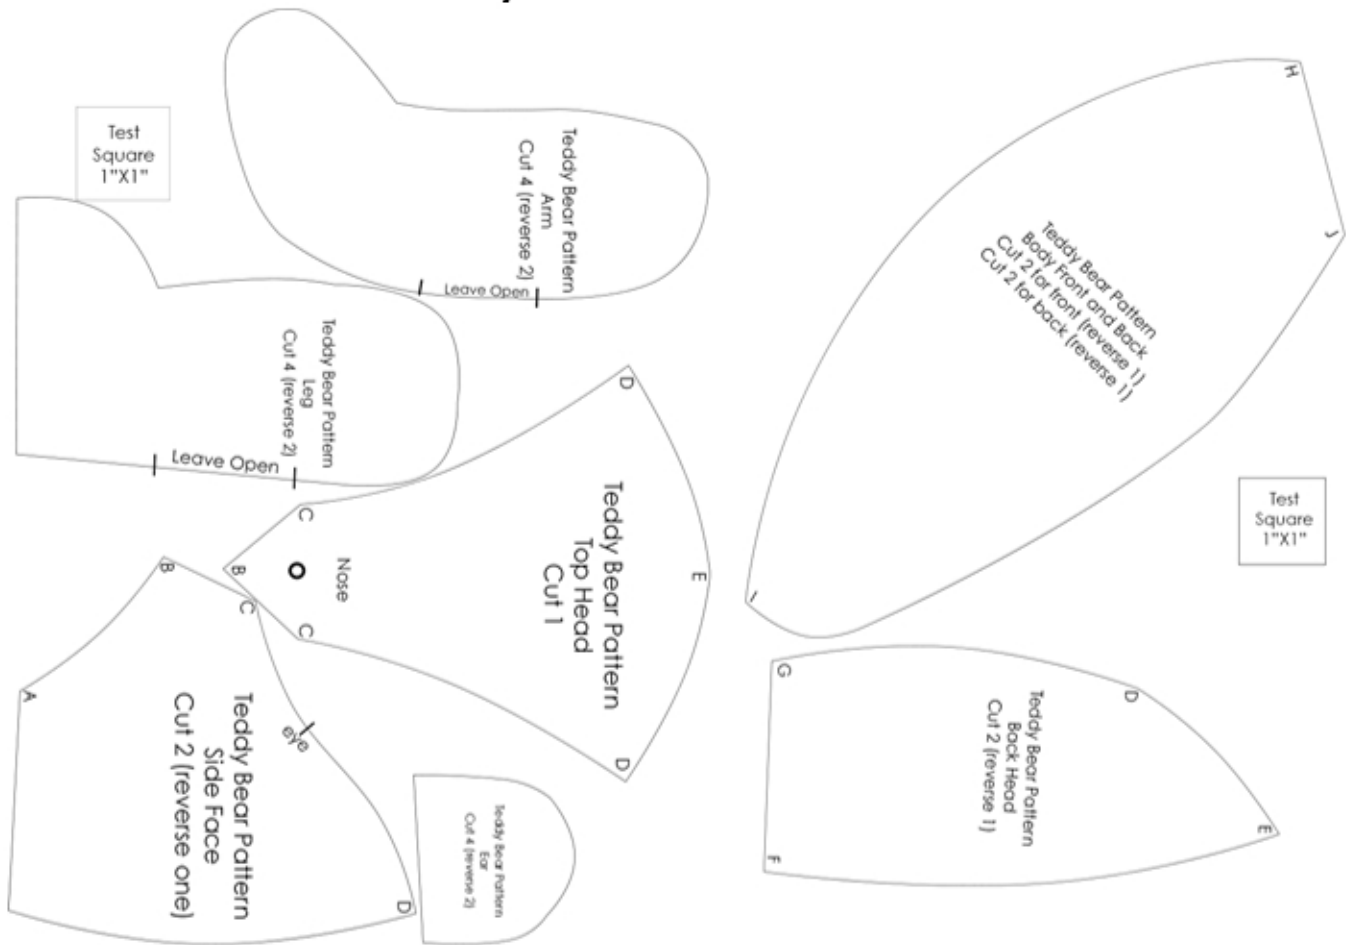 Test
Square
1"X1"
Teddy Bear Pattern
Arm
Cut 4 (reverse 2)
Leave Open
Teddy Bear Pattern
Leg
Cut 4 (reverse 2)
Leave Open
D
C
B
Nose
C
E
D
Teddy Bear Pattern
Top Head
Cut 1
B
C
A
eye
D
Teddy Bear Pattern
Side Face
Cut 2 (reverse one)
Teddy Bear Pattern
Ear
Cut 4 (reverse 2)
H
J
I
Teddy Bear Pattern
Body Front and Back
Cut 2 for front (reverse 1)
Cut 2 for back (reverse 1)
Test
Square
1"X1"
G
D
E
F
Teddy Bear Pattern
Back Head
Cut 2 (reverse 1)